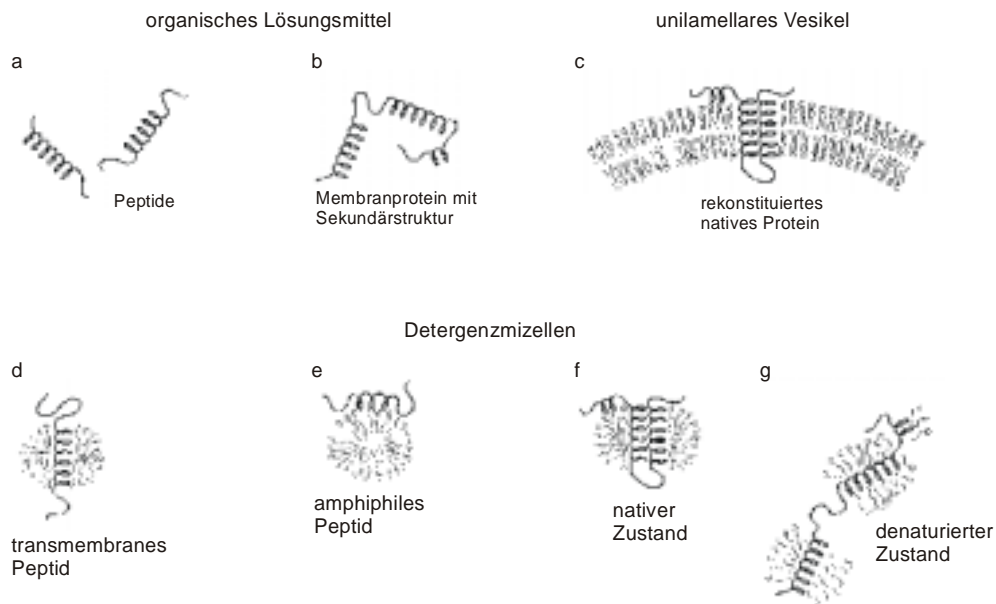 organisches Lösungsmittel
unilamellares Vesikel
a
b
c
Peptide
Membranprotein mit
Sekundärstruktur
rekonstituiertes
natives Protein
Detergenzmizellen
d
e
f
g
transmembranes
Peptid
amphiphiles
Peptid
nativer
Zustand
denaturierter
Zustand